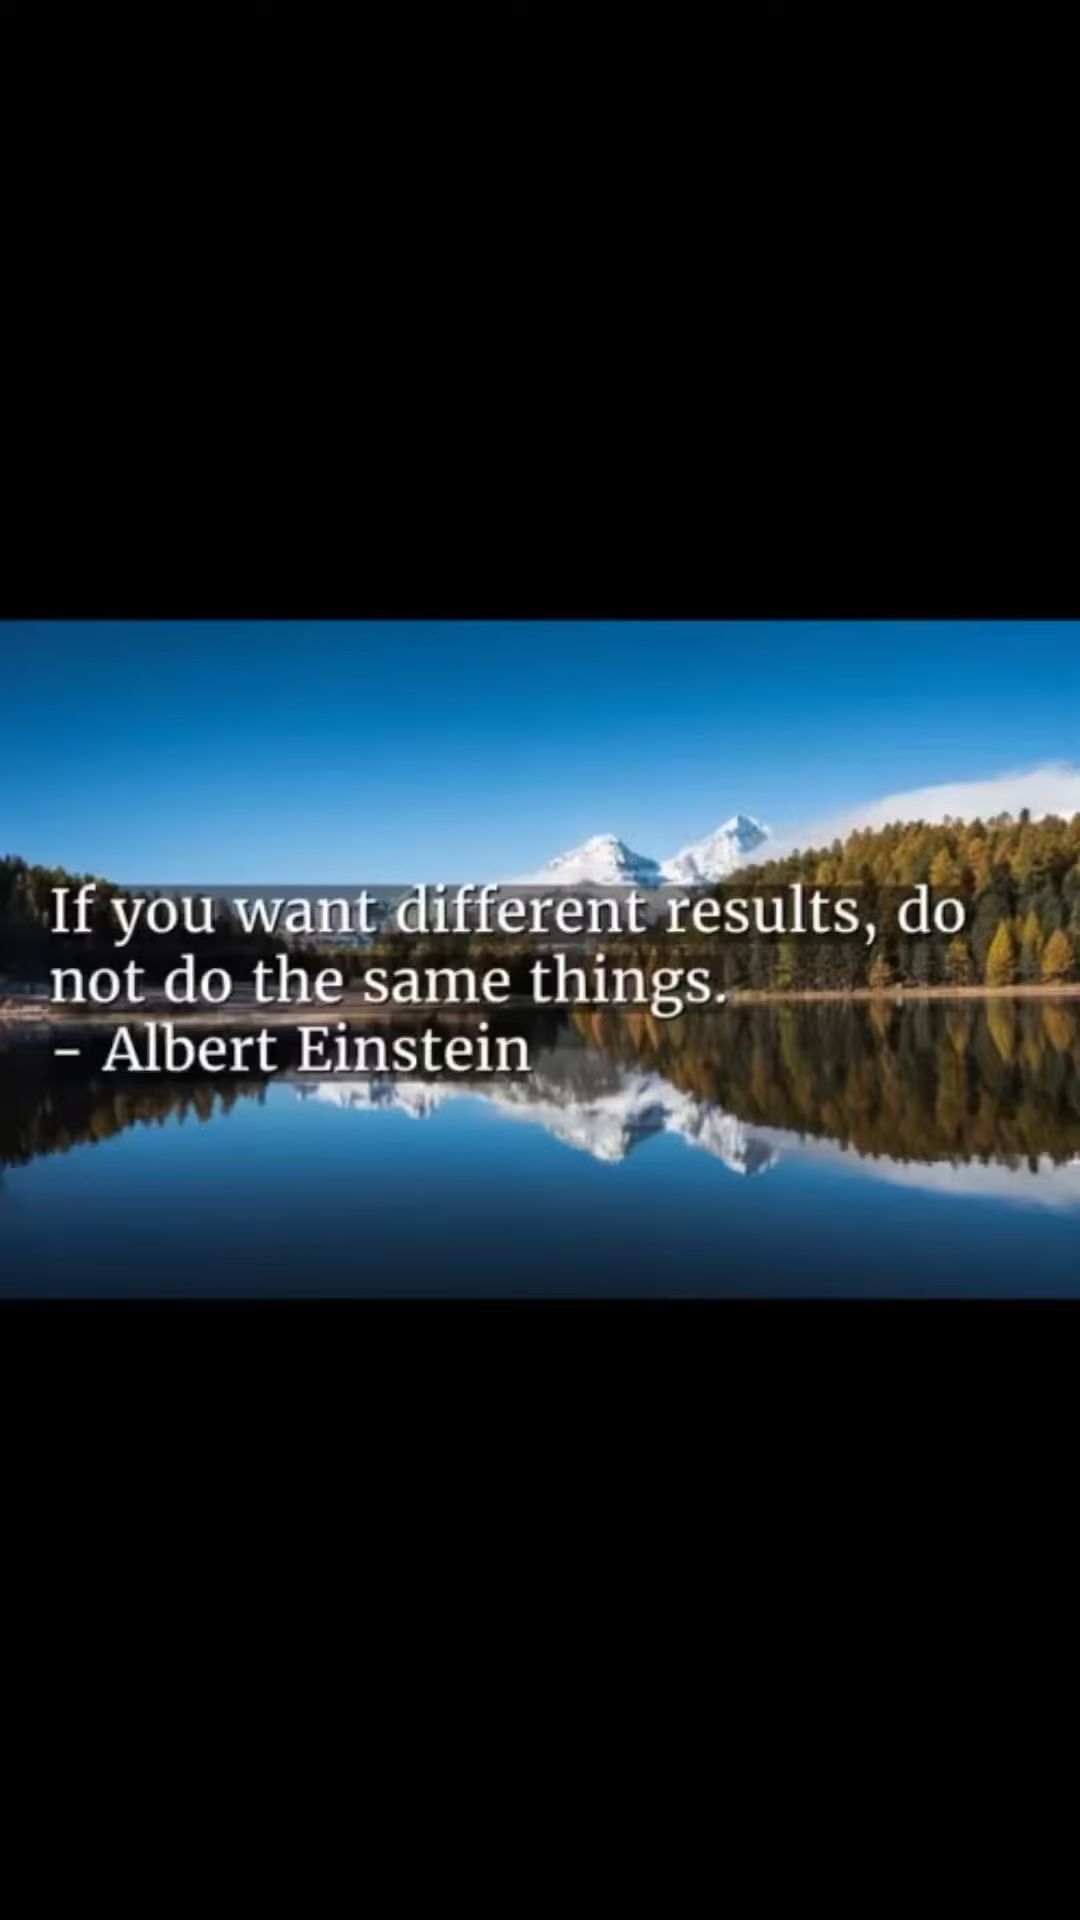 If you want different results, do
not do the same things.
– Albert Einstein